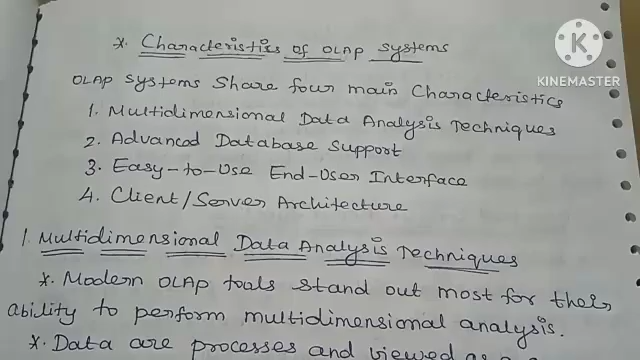 * Characteristics of OLAP Systems
OLAP Systems Share four main Characteristics
1. Multidimensional Data Analysis Techniques
2. Advanced Database Support
3. Easy-to-Use End-User Interface
4. Client/Server Architecture
1. Multidimensional Data Analysis Techniques
* Modern OLAP tools stand out most for their
ability to perform multidimensional analysis.
* Data are processes and viewed as a
KINEMASTER